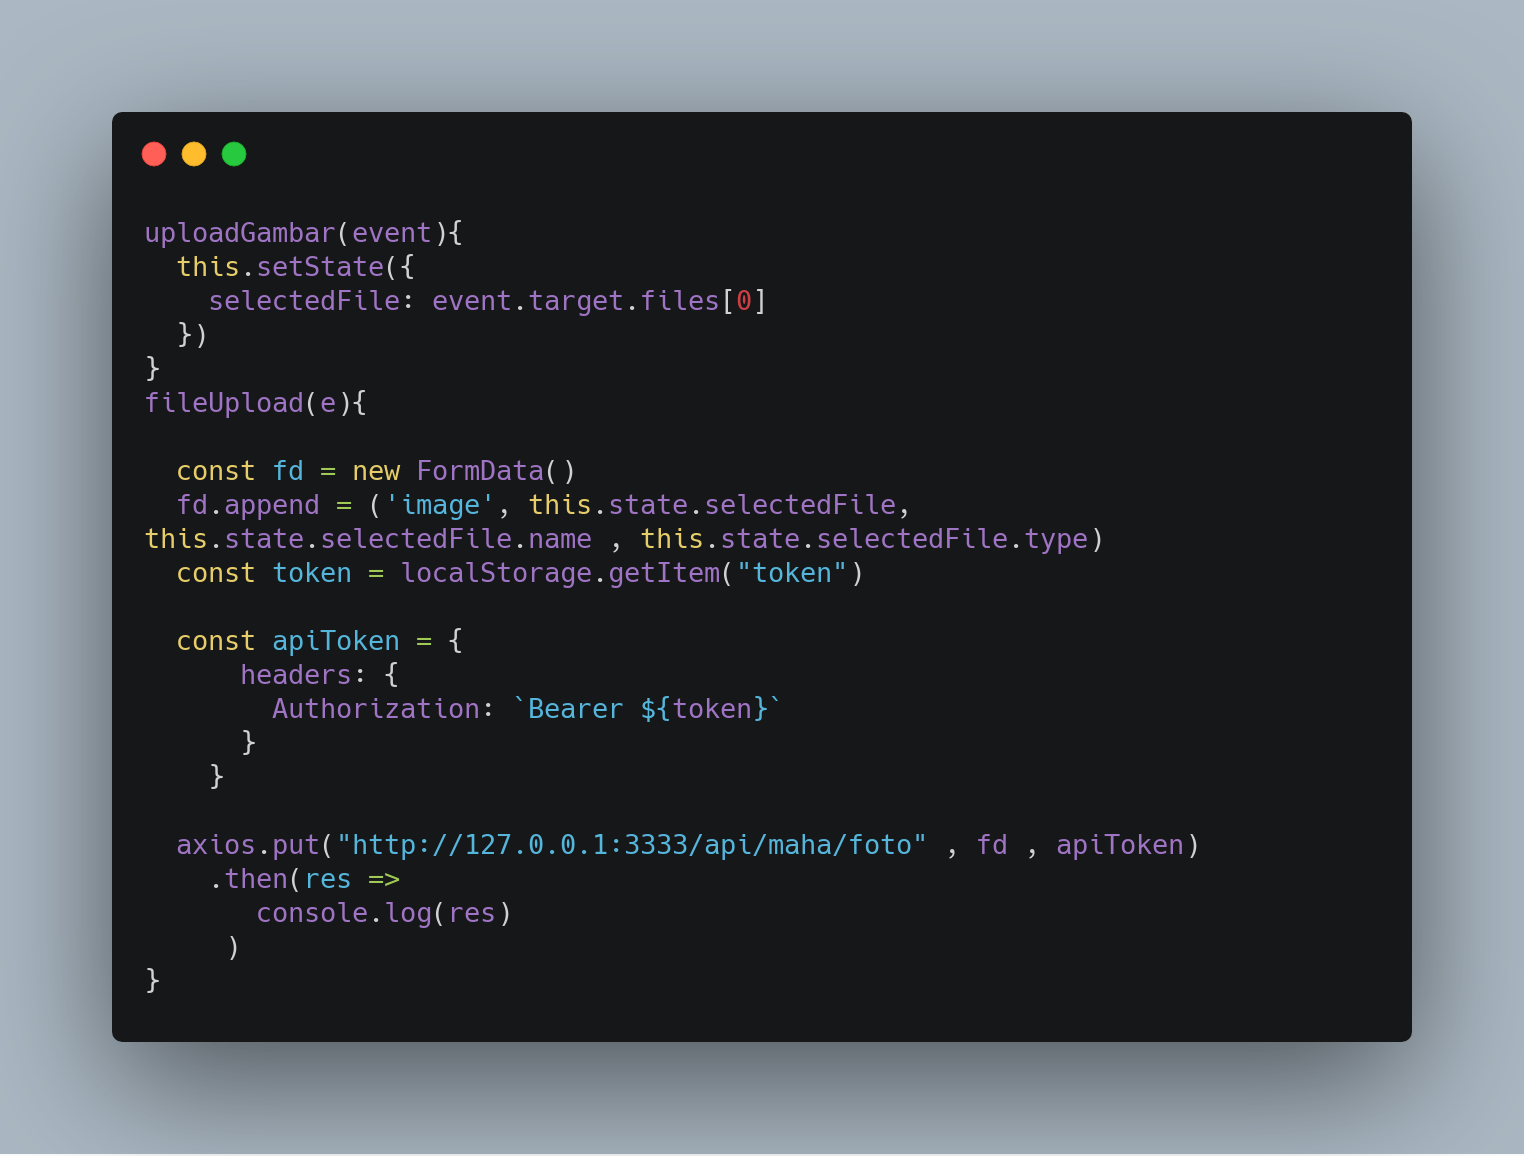 uploadGambar(event){
  this.setState({
    selectedFile: event.target.files[0]
  })
}
fileUpload(e){

  const fd = new FormData()
  fd.append = ('image', this.state.selectedFile,
this.state.selectedFile.name , this.state.selectedFile.type)
  const token = localStorage.getItem("token")

  const apiToken = {
      headers: {
        Authorization: `Bearer ${token}`
      }
    }

  axios.put("http://127.0.0.1:3333/api/maha/foto" , fd , apiToken)
    .then(res =>
       console.log(res)
     )
}